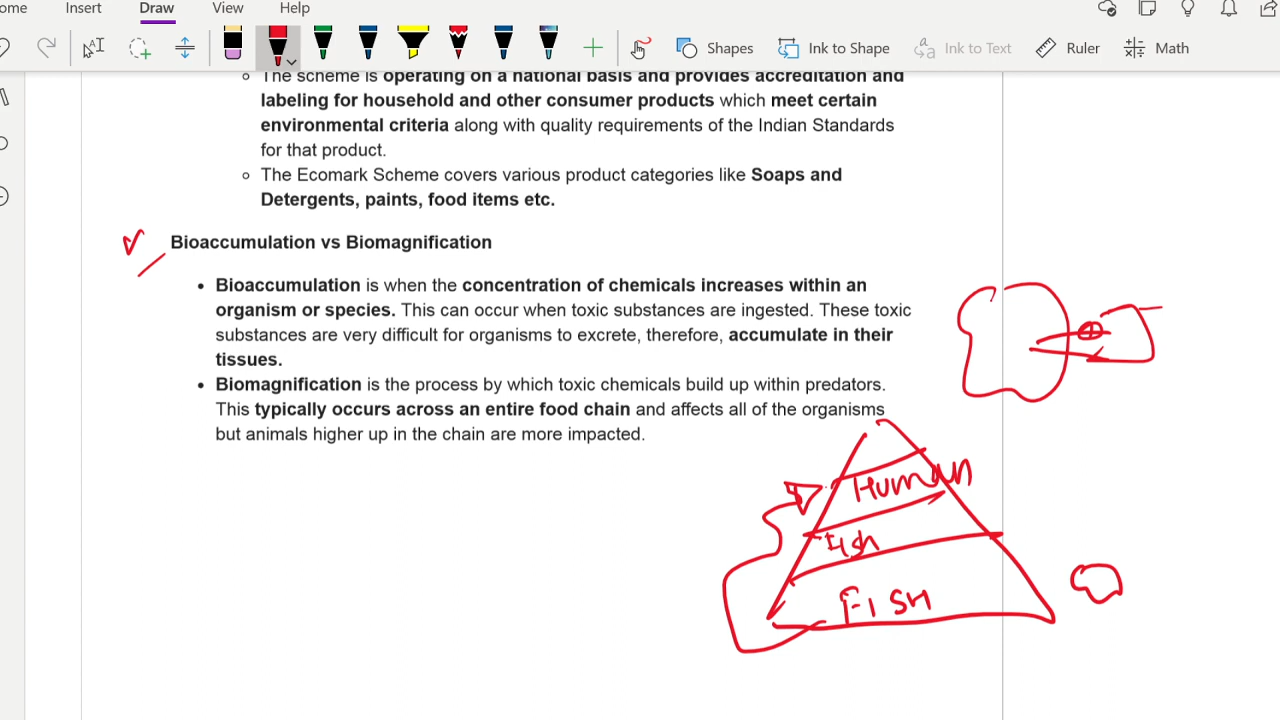 ome Draw View Help
Insert
Shapes Ink to Shape Ink to Text Ruler Math
The scheme is operating on a national basis and provides accreditation and
labeling for household and other consumer products which meet certain
environmental criteria along with quality requirements of the Indian Standards
for that product.
The Ecomark Scheme covers various product categories like Soaps and
Detergents, paints, food items etc.
Bioaccumulation vs Biomagnification
• Bioaccumulation is when the concentration of chemicals increases within an
organism or species. This can occur when toxic substances are ingested. These toxic
substances are very difficult for organisms to excrete, therefore, accumulate in their
tissues.
• Biomagnification is the process by which toxic chemicals build up within predators.
This typically occurs across an entire food chain and affects all of the organisms
but animals higher up in the chain are more impacted.
Human
Fish
FISH